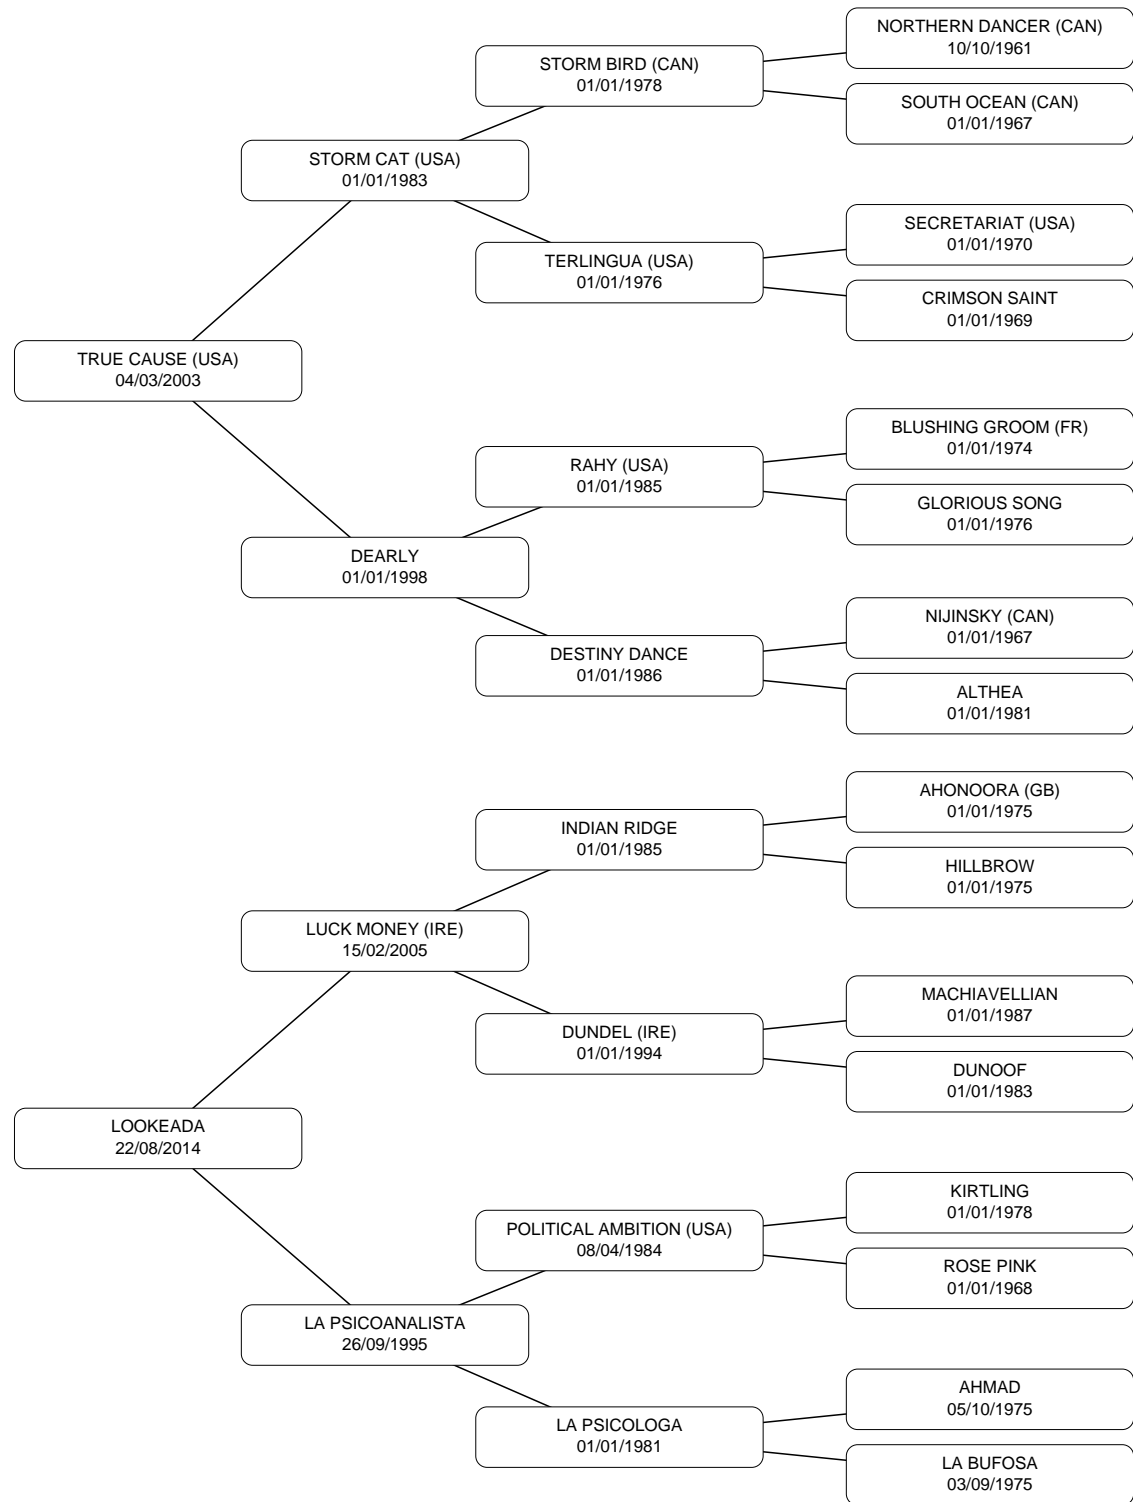 NORTHERN DANCER (CAN)
10/10/1961
STORM BIRD (CAN)
01/01/1978
SOUTH OCEAN (CAN)
01/01/1967
STORM CAT (USA)
01/01/1983
SECRETARIAT (USA)
01/01/1970
TERLINGUA (USA)
01/01/1976
CRIMSON SAINT
01/01/1969
TRUE CAUSE (USA)
04/03/2003
BLUSHING GROOM (FR)
01/01/1974
RAHY (USA)
01/01/1985
GLORIOUS SONG
01/01/1976
DEARLY
01/01/1998
NIJINSKY (CAN)
01/01/1967
DESTINY DANCE
01/01/1986
ALTHEA
01/01/1981
AHONOORA (GB)
01/01/1975
INDIAN RIDGE
01/01/1985
HILLBROW
01/01/1975
LUCK MONEY (IRE)
15/02/2005
MACHIAVELLIAN
01/01/1987
DUNDEL (IRE)
01/01/1994
DUNOOF
01/01/1983
LOOKEADA
22/08/2014
KIRTLING
01/01/1978
POLITICAL AMBITION (USA)
08/04/1984
ROSE PINK
01/01/1968
LA PSICOANALISTA
26/09/1995
AHMAD
05/10/1975
LA PSICOLOGA
01/01/1981
LA BUFOSA
03/09/1975